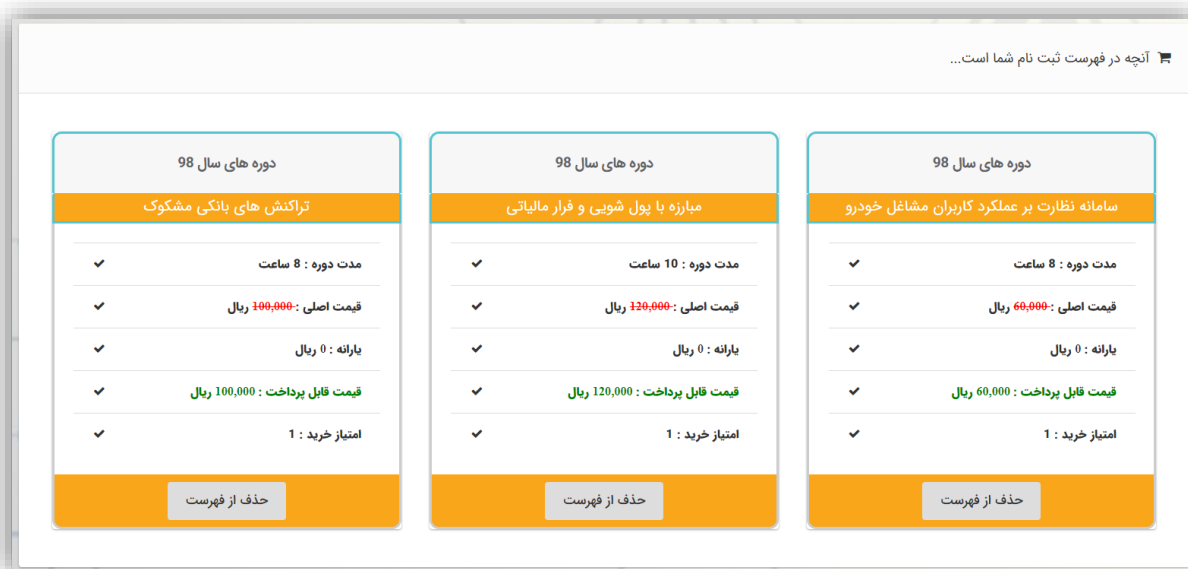 آنچه در فهرست ثبت نام شما است...
دوره های سال 98
سامانه نظارت بر عملکرد کاربران مشاغل خودرو
مدت دوره : 8 ساعت
قیمت اصلی : 60,000 ریال
یارانه : 0 ریال
قیمت قابل پرداخت : 60,000 ریال
امتیاز خرید : 1
حذف از فهرست
دوره های سال 98
مبارزه با پول شویی و فرار مالیاتی
مدت دوره : 10 ساعت
قیمت اصلی : 120,000 ریال
یارانه : 0 ریال
قیمت قابل پرداخت : 120,000 ریال
امتیاز خرید : 1
حذف از فهرست
دوره های سال 98
تراکنش های بانکی مشکوک
مدت دوره : 8 ساعت
قیمت اصلی : 100,000 ریال
یارانه : 0 ریال
قیمت قابل پرداخت : 100,000 ریال
امتیاز خرید : 1
حذف از فهرست